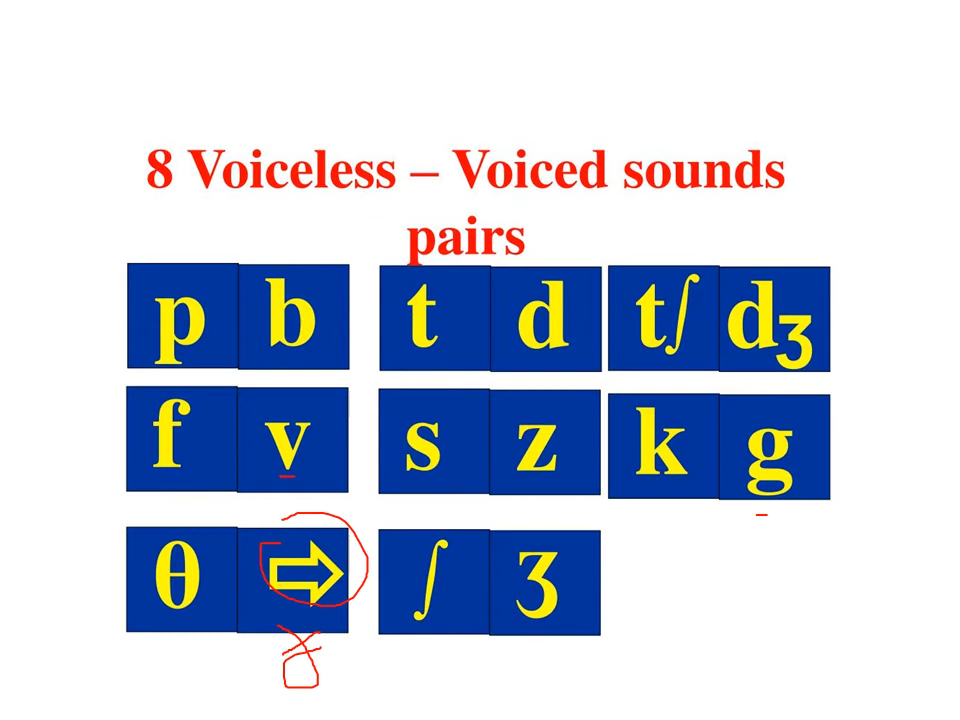 8 Voiceless – Voiced sounds
pairs
p b t d t∫ dʒ
f v s z k g
θ ⇨ ∫ ʒ
ð